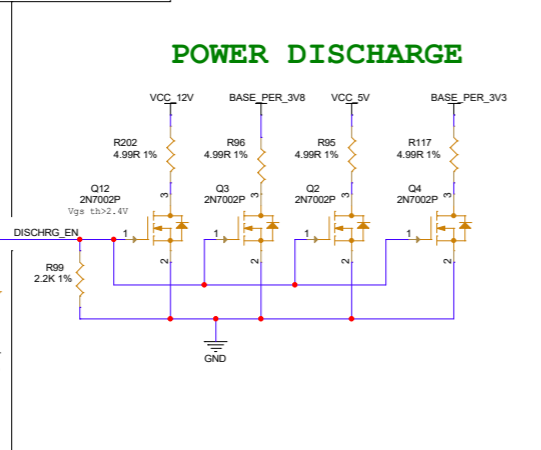 POWER DISCHARGE
VCC_12V
BASE_PER_3V8
VCC_5V
BASE_PER_3V3
R202
4.99R 1%
R96
4.99R 1%
R95
4.99R 1%
R117
4.99R 1%
Q12
2N7002P
Vgs th>2.4V
Q3
2N7002P
Q2
2N7002P
Q4
2N7002P
3
3
3
3
DISCHRG_EN
1
1
1
1
2
2
2
2
R99
2.2K 1%
GND